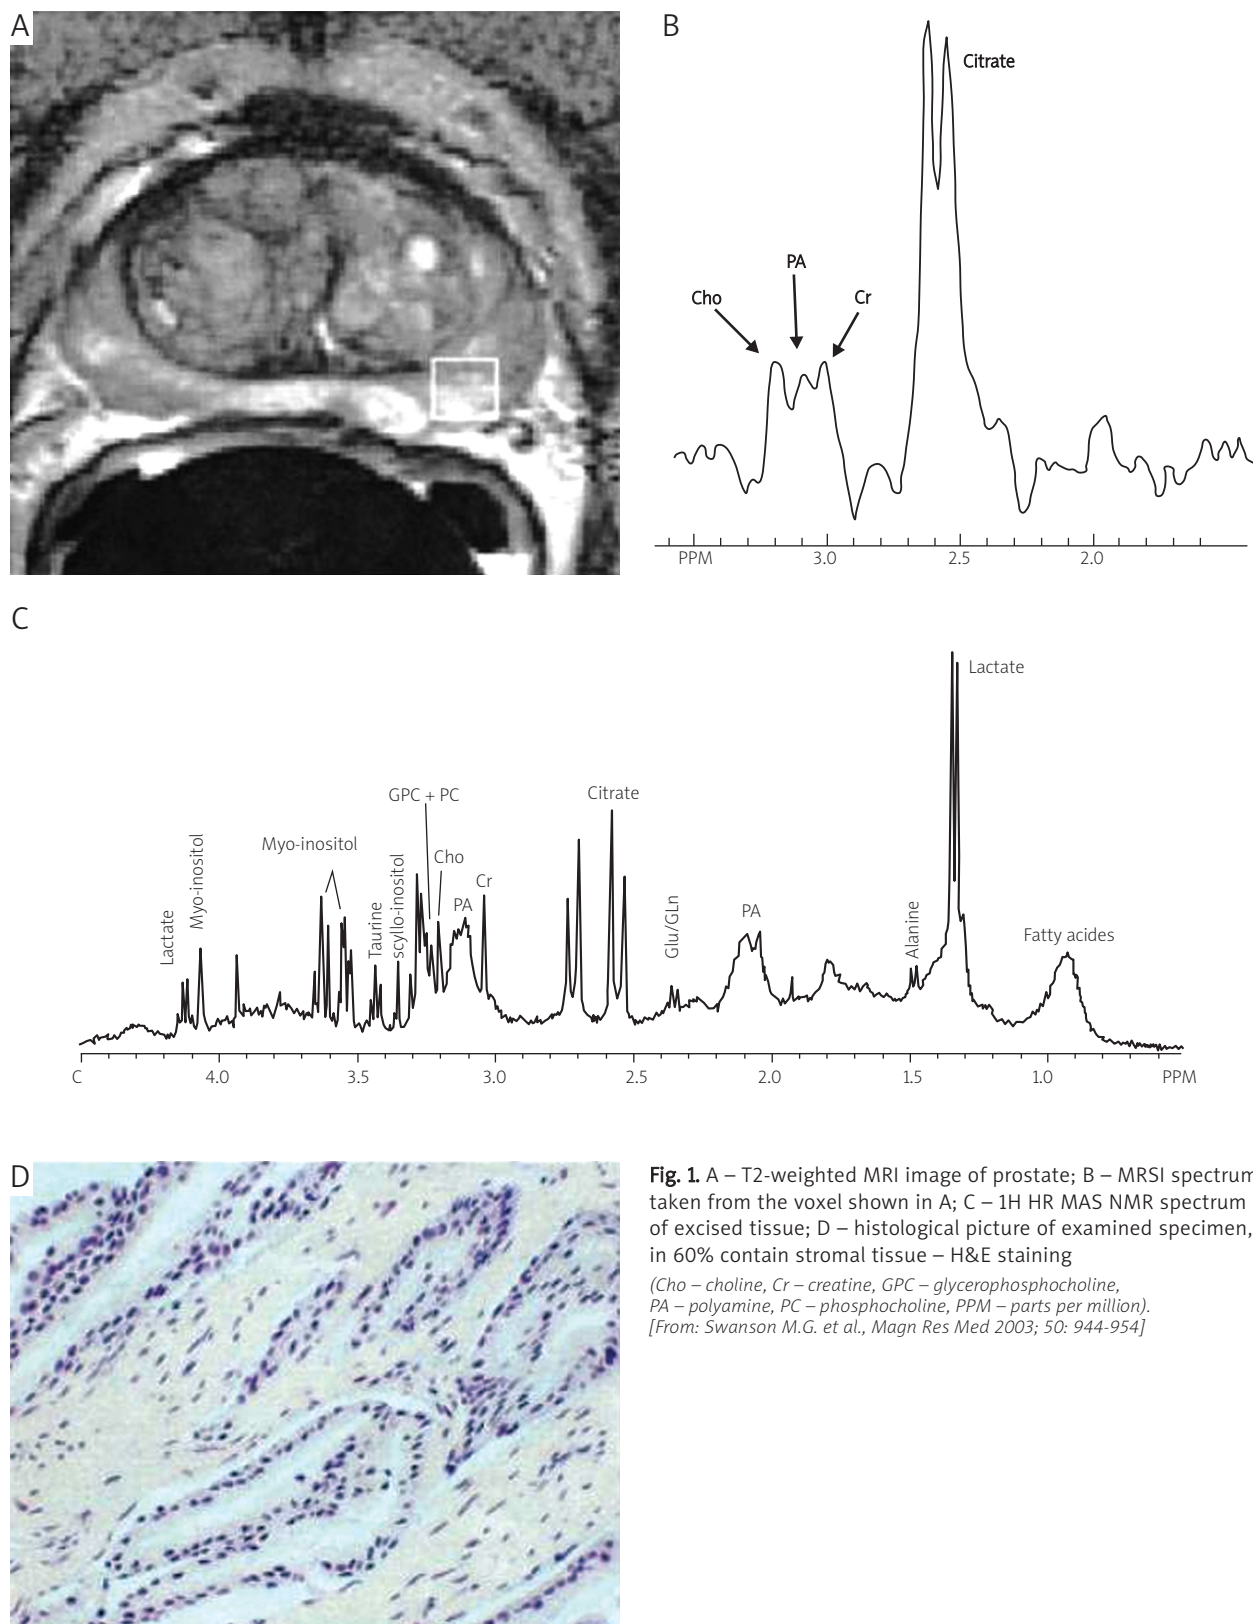 A
B
Citrate
PA
Cho
Cr
PPM 3.0 2.5 2.0
C
Lactate
Citrate
GPC + PC
Myo-inositol
Myo-inositol
Cho
scyllo-inositol
Cr
PA
Taurine
Lactate
Glu/GLn
PA
Alanine
Fatty acides
C 4.0 3.5 3.0 2.5 2.0 1.5 1.0 PPM
D
Fig. 1. A – T2-weighted MRI image of prostate; B – MRSI spectrum
taken from the voxel shown in A; C – 1H HR MAS NMR spectrum
of excised tissue; D – histological picture of examined specimen,
in 60% contain stromal tissue – H&E staining
(Cho – choline, Cr – creatine, GPC – glycerophosphocholine,
PA – polyamine, PC – phosphocholine, PPM – parts per million).
[From: Swanson M.G. et al., Magn Res Med 2003; 50: 944-954]